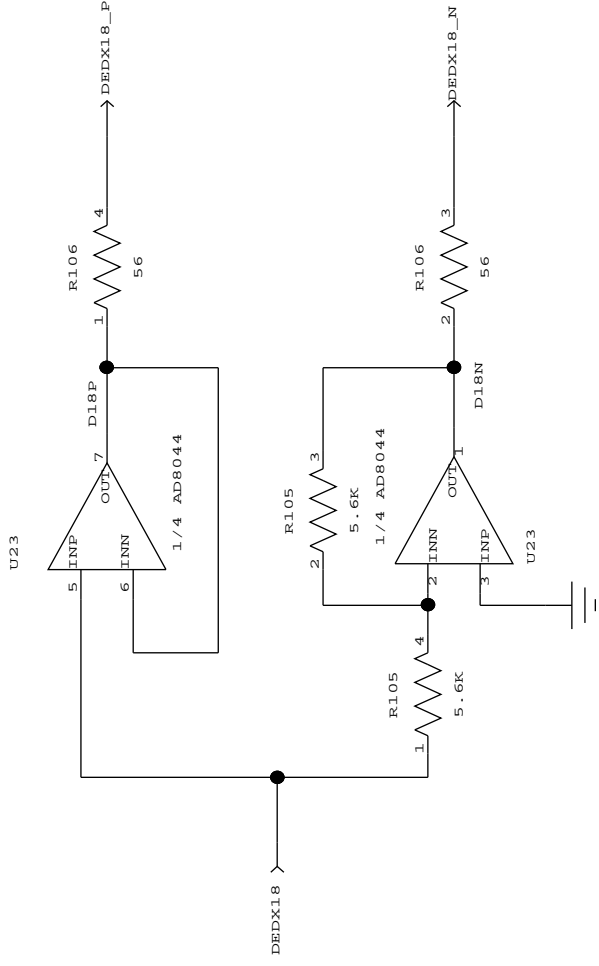 DEDX18_P
DEDX18_N
4
R106
56
1
3
R106
56
2
D18P
D18N
7
OUT
1/4 AD8044
U23
INP
INN
5
6
3
R105
5.6K
2
1
OUT
1/4 AD8044
U23
INN
INP
2
3
4
R105
5.6K
1
DEDX18